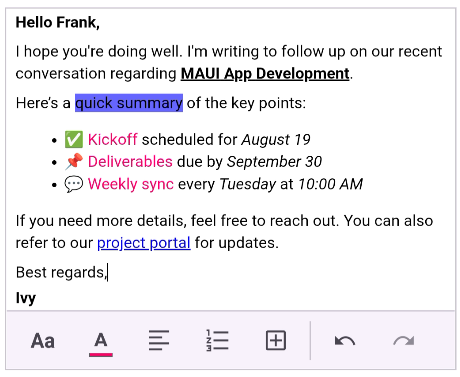 Hello Frank,
I hope you're doing well. I'm writing to follow up on our recent
conversation regarding MAUI App Development.
Here's a quick summary of the key points:
• ✅ Kickoff scheduled for August 19
• 📌 Deliverables due by September 30
• 💬 Weekly sync every Tuesday at 10:00 AM
If you need more details, feel free to reach out. You can also
refer to our project portal for updates.
Best regards,
Ivy
Aa A